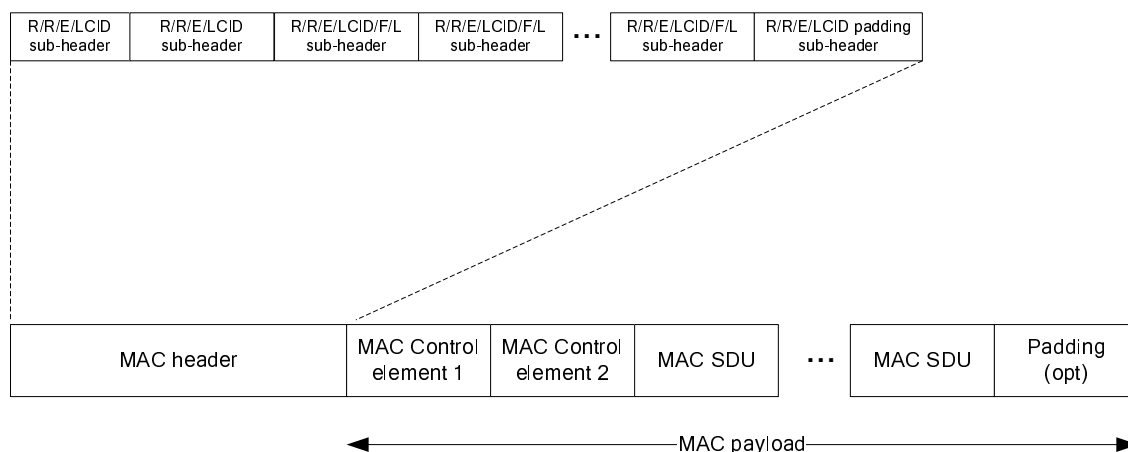 R/R/E/LCID
sub-header
R/R/E/LCID
sub-header
R/R/E/LCID/F/L
sub-header
R/R/E/LCID/F/L
sub-header
...
R/R/E/LCID/F/L
sub-header
R/R/E/LCID padding
sub-header
MAC header
MAC Control
element 1
MAC Control
element 2
MAC SDU
...
MAC SDU
Padding
(opt)
MAC payload